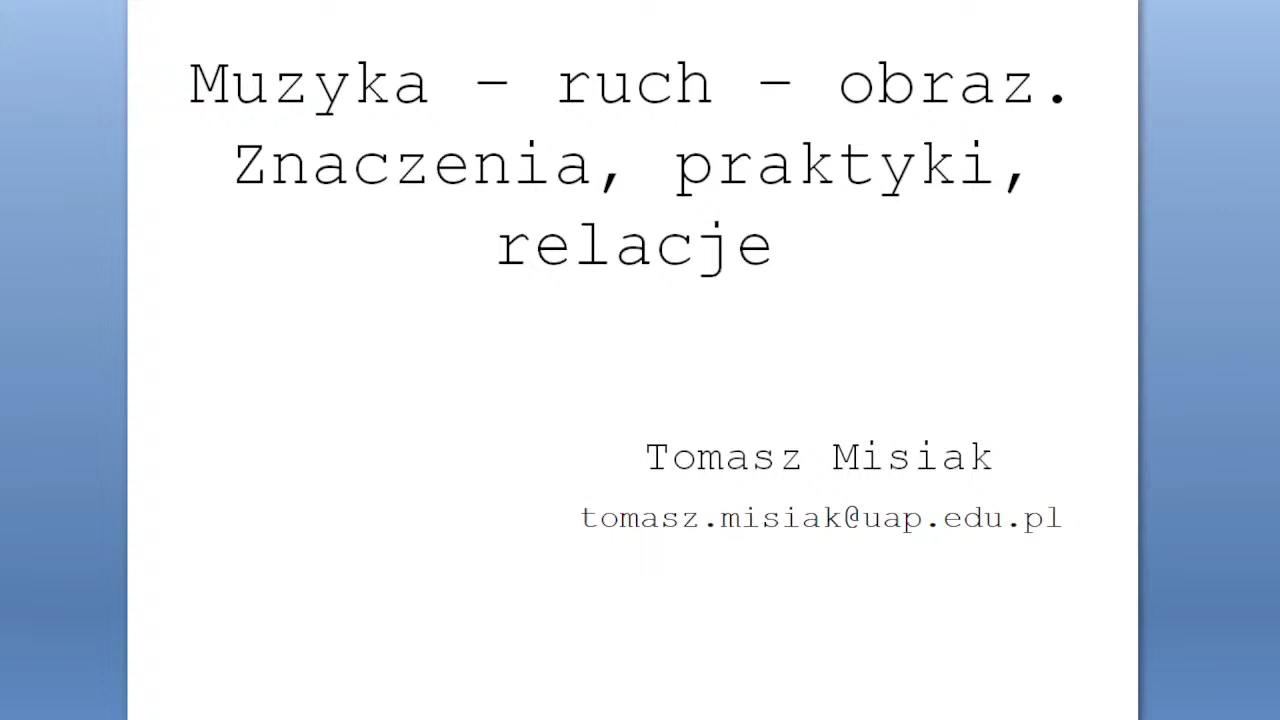 Muzyka – ruch – obraz.
Znaczenia, praktyki,
relacje
Tomasz Misiak
tomasz.misiak@uap.edu.pl